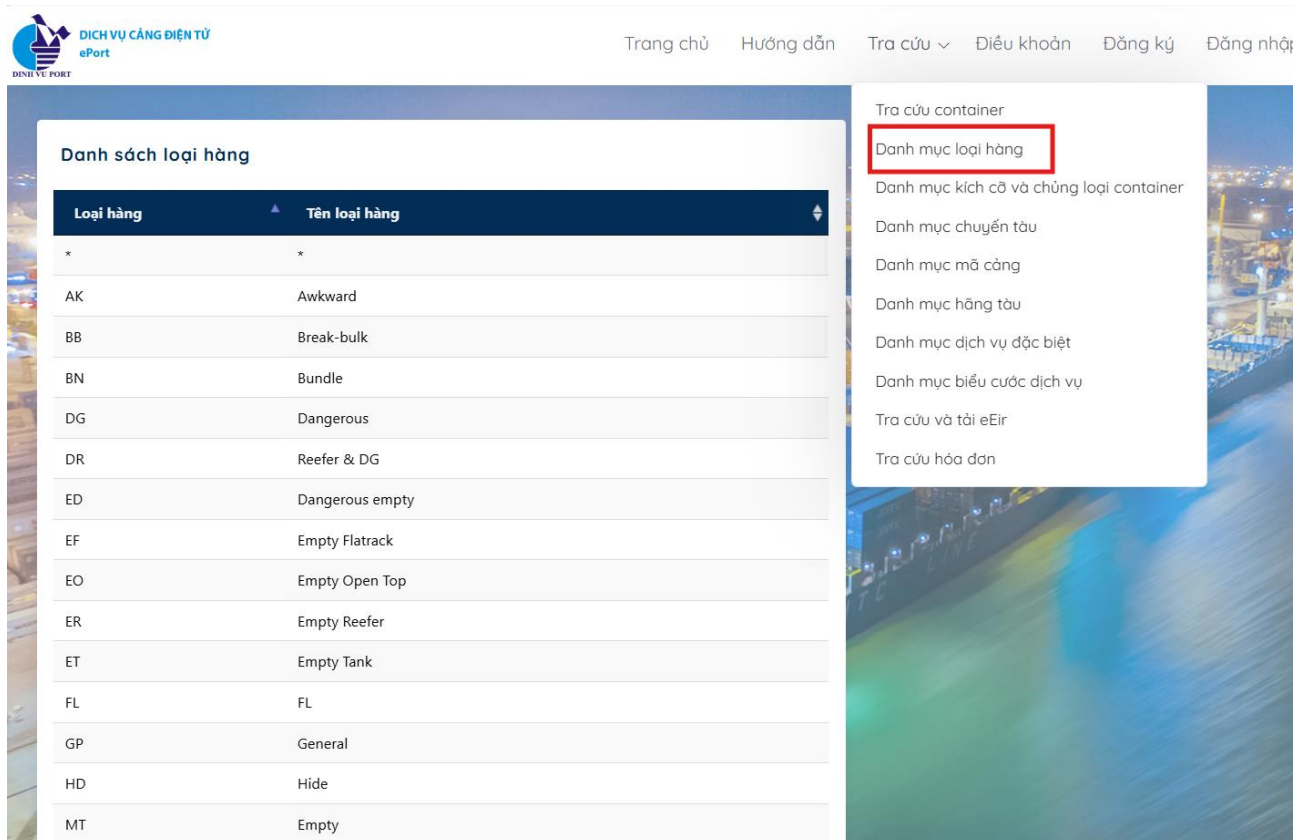 DỊCH VỤ CẢNG ĐIỆN TỬ
ePort
DINH VU PORT
Trang chủ Hướng dẫn Tra cứu Điều khoản Đăng ký Đăng nhập
Tra cứu container
Danh mục loại hàng
Danh mục kích cỡ và chủng loại container
Danh mục chuyến tàu
Danh mục mã cảng
Danh mục hãng tàu
Danh mục dịch vụ đặc biệt
Danh mục biểu cước dịch vụ
Tra cứu và tải eEir
Tra cứu hóa đơn
Danh sách loại hàng
Loại hàng Tên loại hàng
* *
AK Awkward
BB Break-bulk
BN Bundle
DG Dangerous
DR Reefer & DG
ED Dangerous empty
EF Empty Flatrack
EO Empty Open Top
ER Empty Reefer
ET Empty Tank
FL FL
GP General
HD Hide
MT Empty